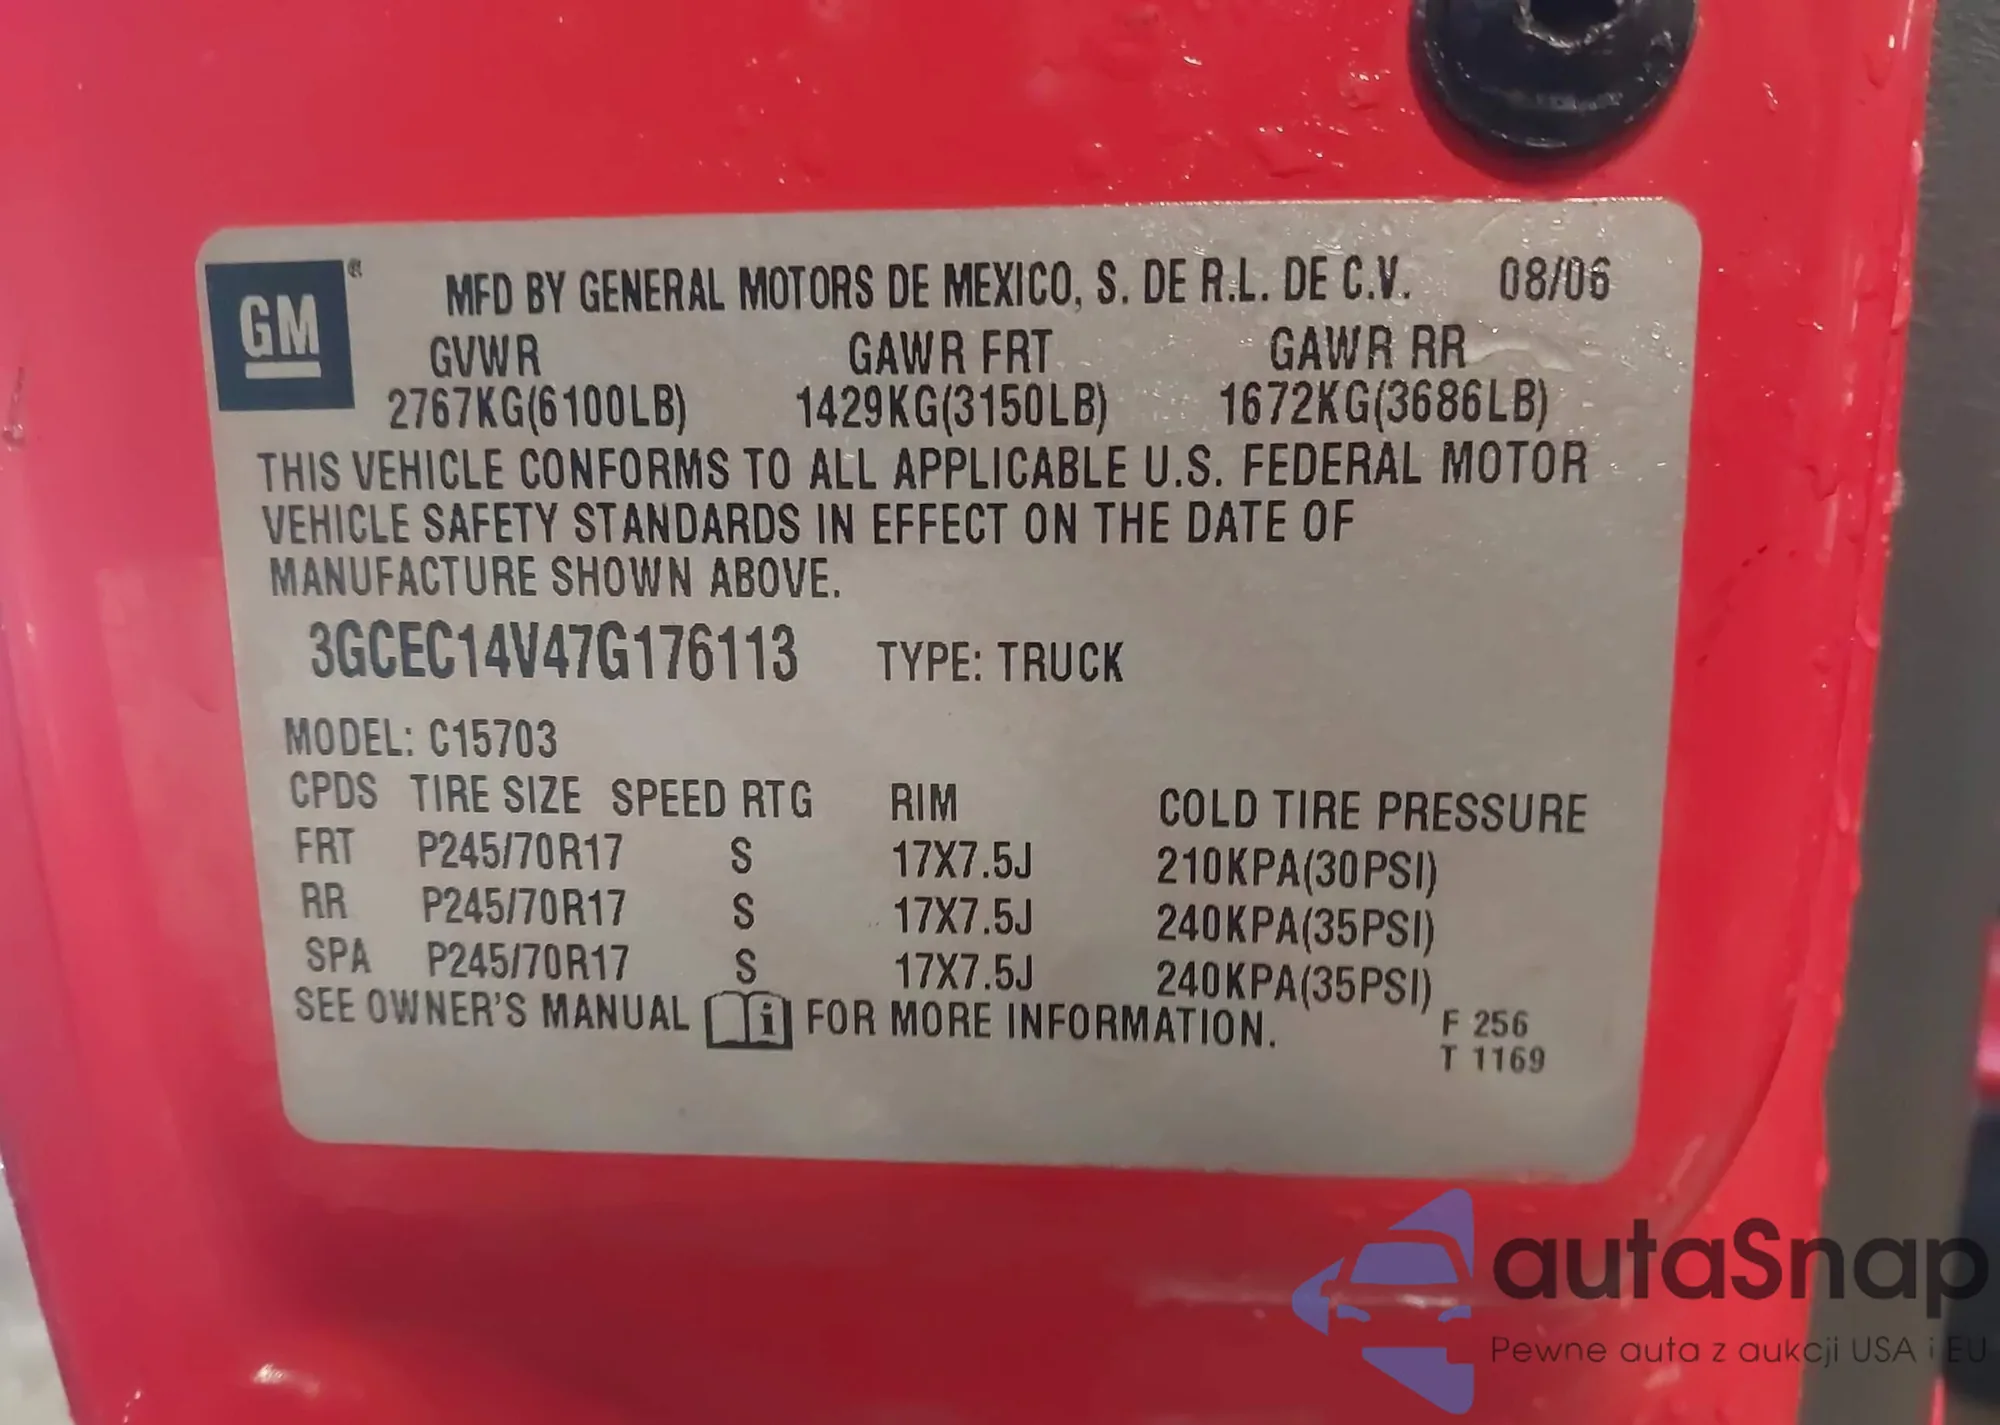 GM®
MFD BY GENERAL MOTORS DE MEXICO, S. DE R.L. DE C.V. 08/06
GVWR GAWR FRT GAWR RR
2767KG(6100LB) 1429KG(3150LB) 1672KG(3686LB)
THIS VEHICLE CONFORMS TO ALL APPLICABLE U.S. FEDERAL MOTOR
VEHICLE SAFETY STANDARDS IN EFFECT ON THE DATE OF
MANUFACTURE SHOWN ABOVE.
3GCEC14V47G176113 TYPE: TRUCK
MODEL: C15703
CPDS TIRE SIZE SPEED RTG RIM COLD TIRE PRESSURE
FRT P245/70R17 S 17X7.5J 210KPA(30PSI)
RR P245/70R17 S 17X7.5J 240KPA(35PSI)
SPA P245/70R17 S 17X7.5J 240KPA(35PSI)
SEE OWNER'S MANUAL i FOR MORE INFORMATION.
F 256
T 1169
autaSnap
Pewne auta z aukcji USA i EU